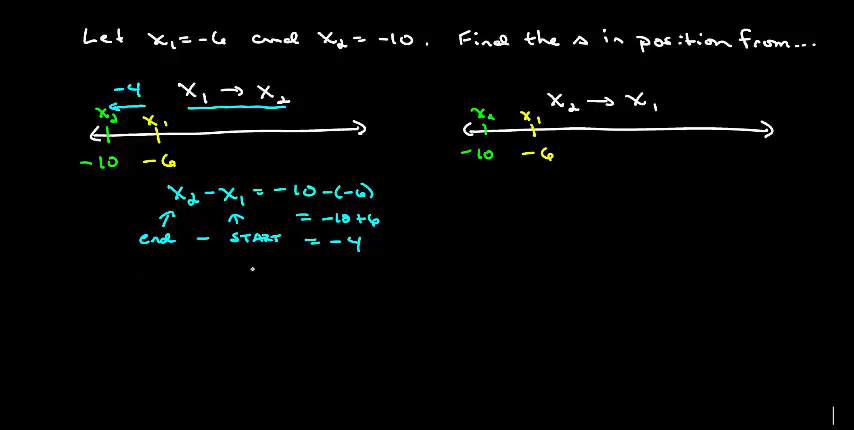 Let x₁ = -6 and x₂ = -10. Find the Δ in position from...
-4 x₁ → x₂
x₂ x₁
-10 -6
x₂ - x₁ = -10 - (-6)
= -10 + 6
end - START = -4
x₂ → x₁
x₂ x₁
-10 -6